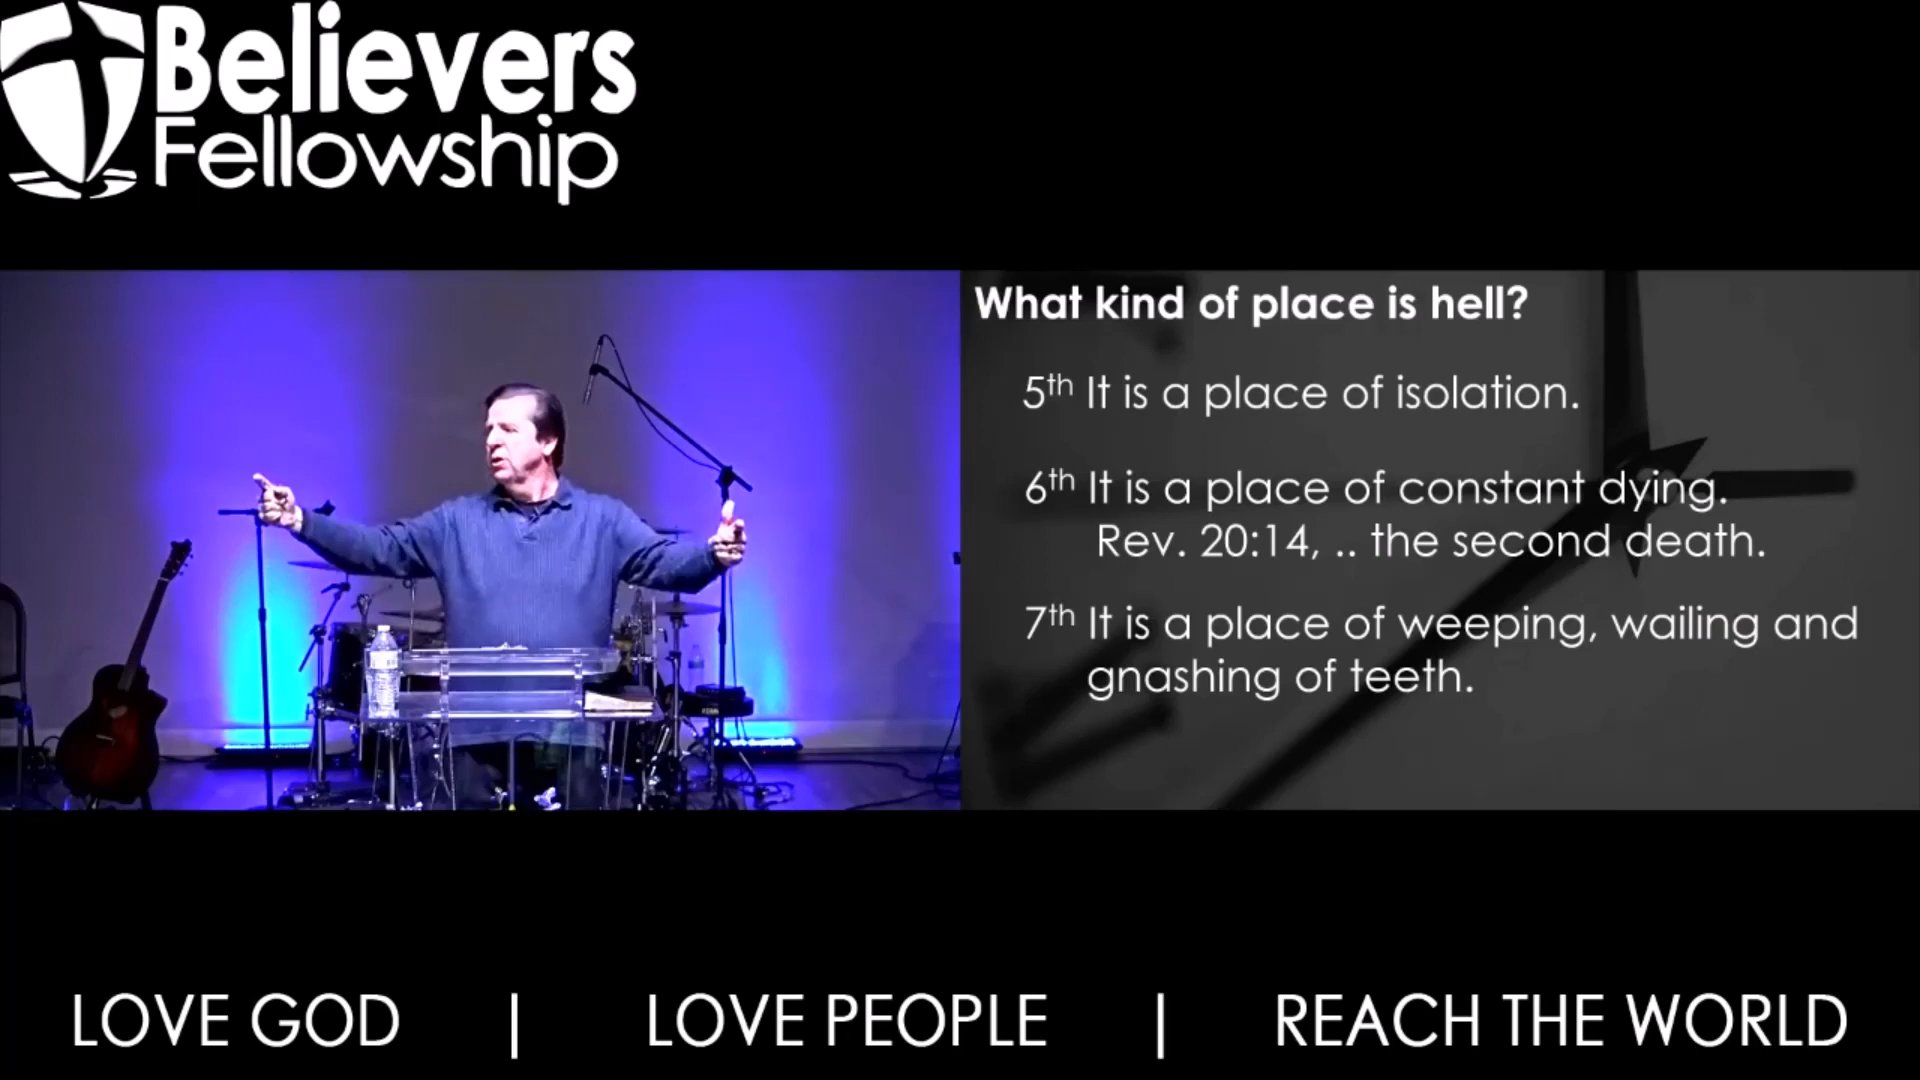 Believers
Fellowship
What kind of place is hell?
5th It is a place of isolation.
6th It is a place of constant dying.
Rev. 20:14, .. the second death.
7th It is a place of weeping, wailing and
gnashing of teeth.
LOVE GOD | LOVE PEOPLE | REACH THE WORLD